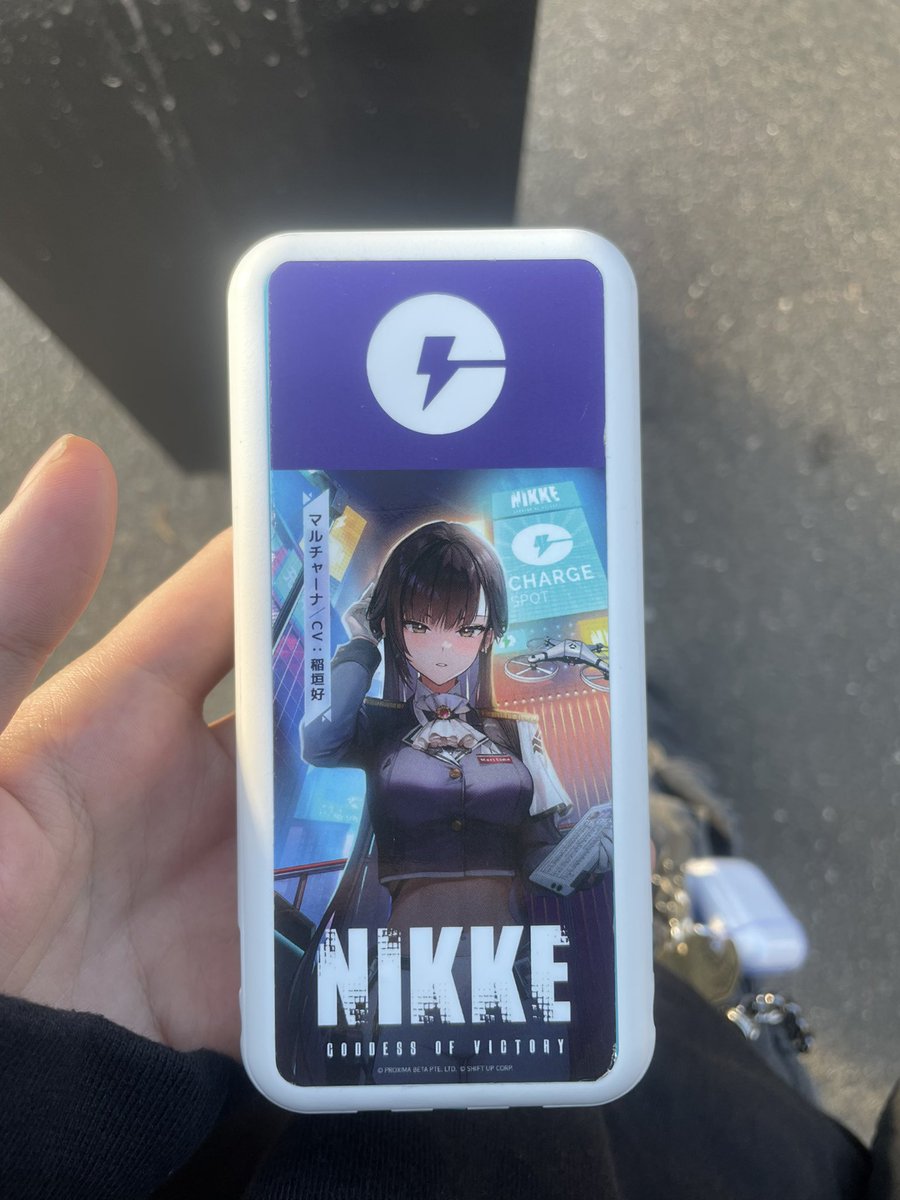 マルチャーナ/CV:稲垣好
NIKKE
CHARGE
SPOT
NIKKE
GODDESS OF VICTORY
© PROXIMA BETA PTE. LTD. © SHIFT UP CORP.